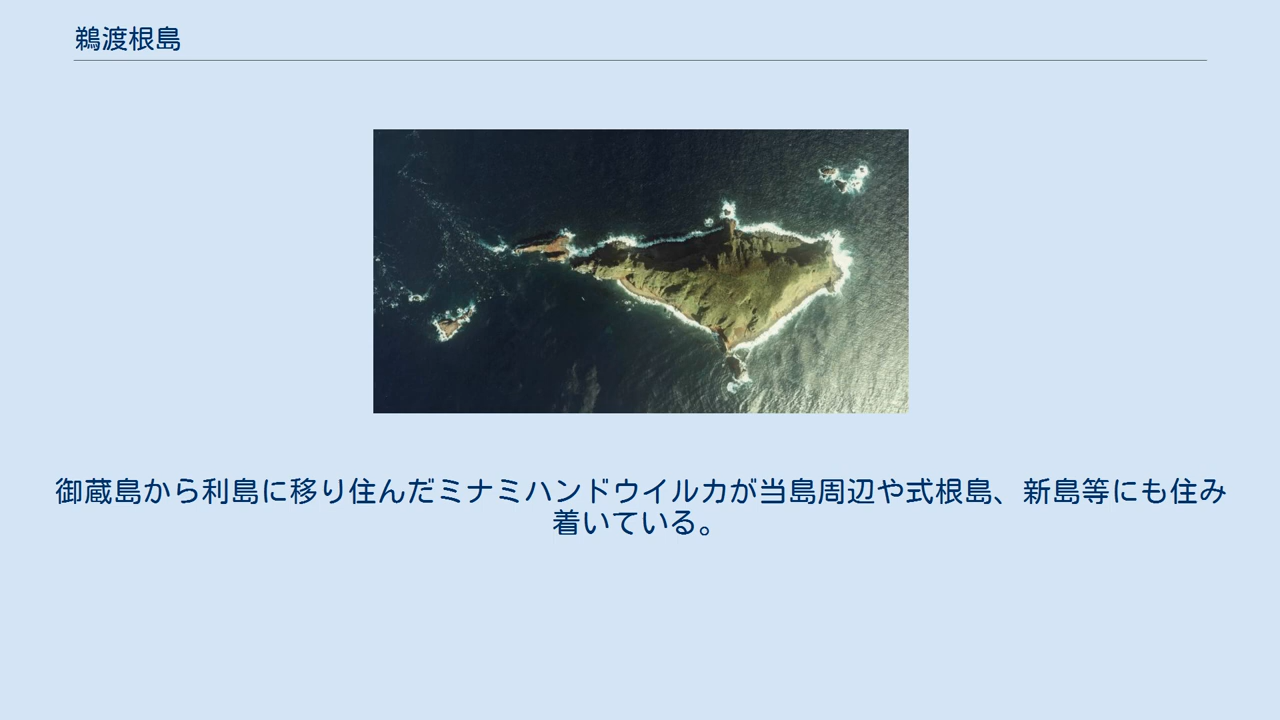 鵜渡根島
御蔵島から利島に移り住んだミナミハンドウイルカが当島周辺や式根島、新島等にも住み
着いている。